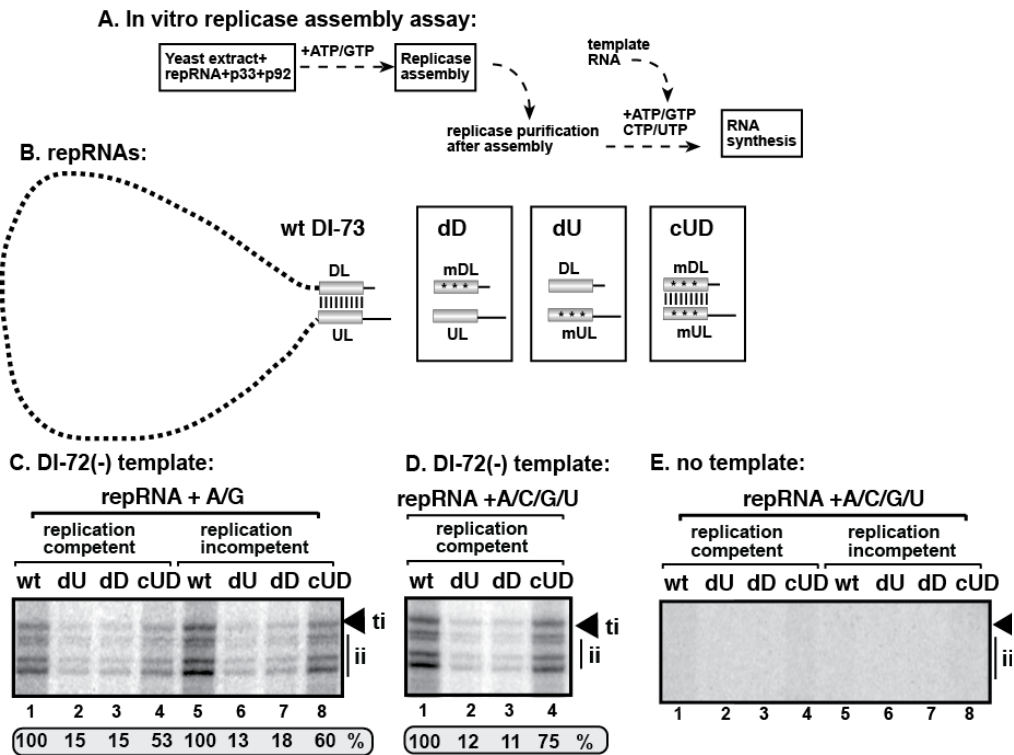 A. In vitro replicase assembly assay:
Yeast extract+
repRNA+p33+p92
+ATP/GTP
Replicase
assembly
replicase purification
after assembly
template
RNA
+ATP/GTP
CTP/UTP
RNA
synthesis
B. repRNAs:
wt DI-73
DL
UL
dD
mDL
* * *
UL
dU
DL
* * *
mUL
cUD
mDL
* * *
* * *
mUL
C. DI-72(-) template:
repRNA + A/G
replication
competent
replication
incompetent
wt dU dD cUD wt dU dD cUD
ti
ii
1 2 3 4 5 6 7 8
100 15 15 53 100 13 18 60 %
D. DI-72(-) template:
repRNA +A/C/G/U
replication
competent
wt dU dD cUD
ti
ii
1 2 3 4
100 12 11 75 %
E. no template:
repRNA +A/C/G/U
replication
competent
replication
incompetent
wt dU dD cUD wt dU dD cUD
ti
ii
1 2 3 4 5 6 7 8